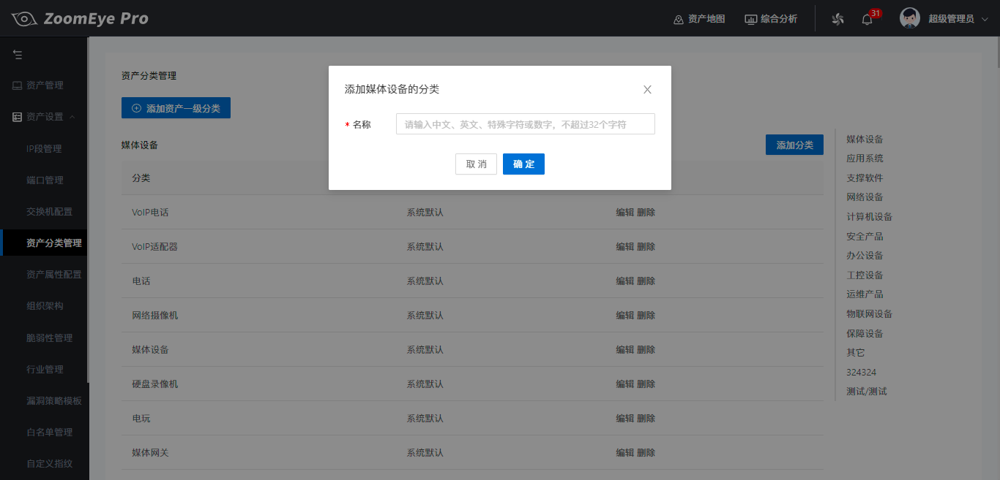 ZoomEye Pro
资产地图
综合分析
31
超级管理员
资产管理
资产设置
IP段管理
端口管理
交换机配置
资产分类管理
资产属性配置
组织架构
脆弱性管理
行业管理
漏洞策略模板
白名单管理
自定义指纹
资产分类管理
添加资产一级分类
媒体设备
添加分类
分类
VoIP电话 系统默认 编辑 删除
VoIP适配器 系统默认 编辑 删除
电话 系统默认 编辑 删除
网络摄像机 系统默认 编辑 删除
媒体设备 系统默认 编辑 删除
硬盘录像机 系统默认 编辑 删除
电玩 系统默认 编辑 删除
媒体网关 系统默认 编辑 删除
添加媒体设备的分类
* 名称
请输入中文、英文、特殊字符或数字，不超过32个字符
取 消
确 定
媒体设备
应用系统
支撑软件
网络设备
计算机设备
安全产品
办公设备
工控设备
运维产品
物联网设备
保障设备
其它
324324
测试/测试